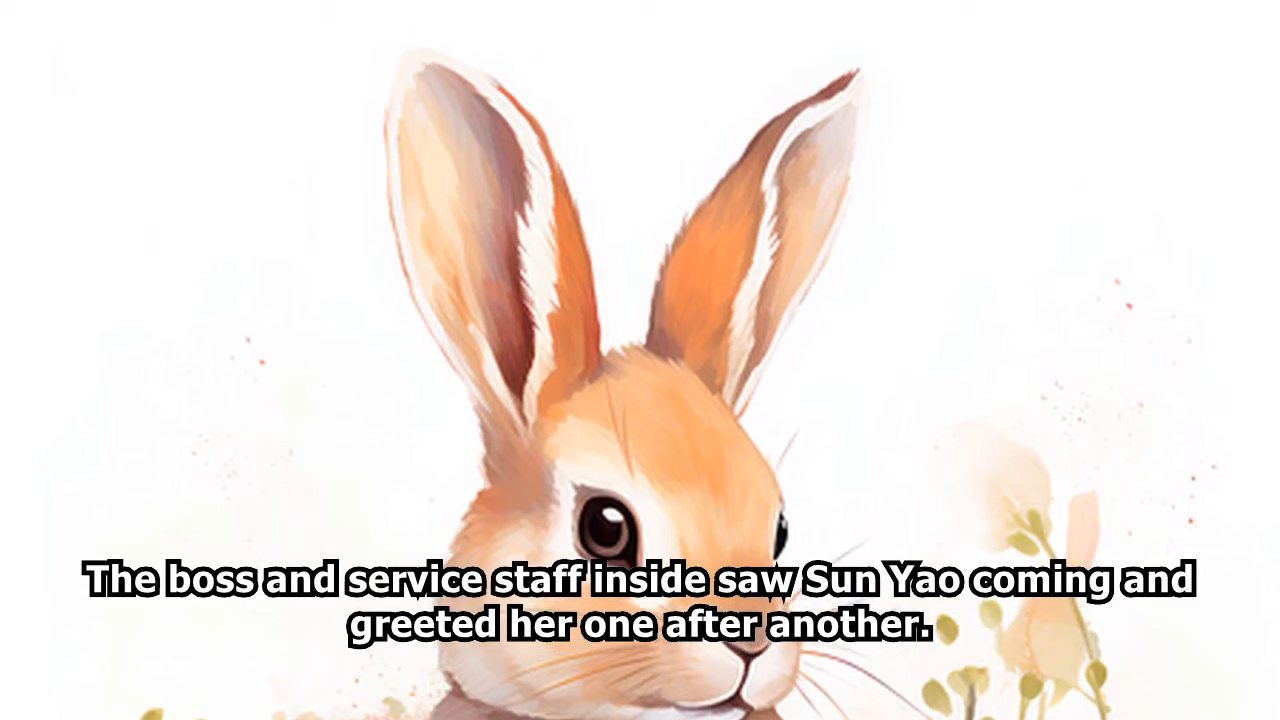 The boss and service staff inside saw Sun Yao coming and
greeted her one after another.